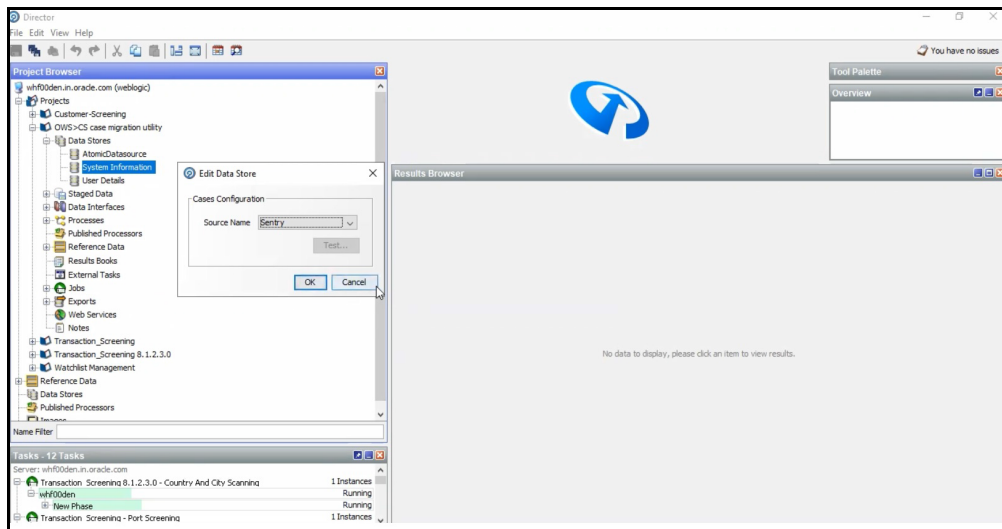 Director
File Edit View Help
You have no issues
Project Browser
whf00den.in.oracle.com (weblogic)
Projects
Customer-Screening
OWS>CS case migration utility
Data Stores
AtomicDatasource
System Information
User Details
Staged Data
Data Interfaces
Processes
Published Processors
Reference Data
Results Books
External Tasks
Jobs
Exports
Web Services
Notes
Transaction_Screening
Transaction_Screening 8.1.2.3.0
Watchlist Management
Reference Data
Data Stores
Published Processors
Images
Name Filter
Edit Data Store
Cases Configuration
Source Name Sentry
Test...
OK Cancel
Tool Palette
Overview
Results Browser
No data to display, please click an item to view results.
Tasks - 12 Tasks
Server: whf00den.in.oracle.com
Transaction_Screening 8.1.2.3.0 - Country And City Scanning 1 Instances
whf00den Running
New Phase Running
Transaction_Screening - Port Screening 1 Instances